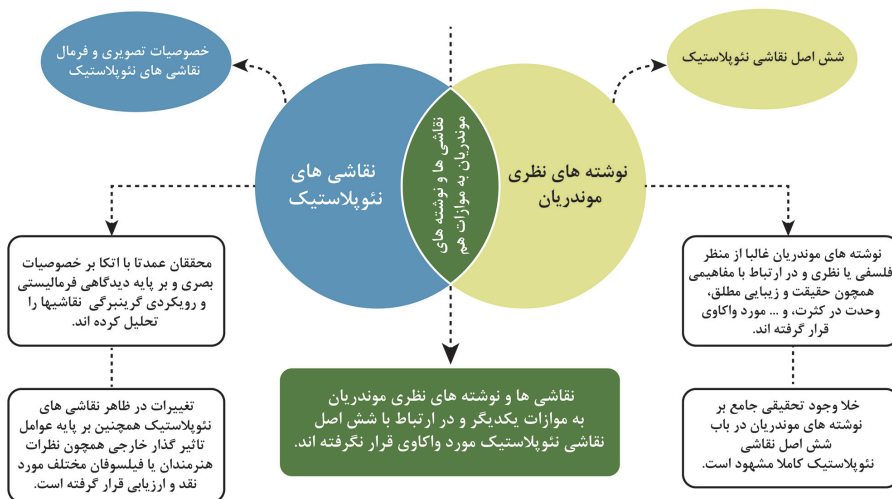 شش اصل نقاشی نئوپلاستیک
خصوصیات تصویری و فرمال
نقاشی های نئوپلاستیک
نوشته های نظری
موندریان
نقاشی ها و نوشته های
موندریان به موازات هم
نقاشی های
نئوپلاستیک
نوشته های موندریان غالبا از منظر
فلسفی یا نظری و در ارتباط با مفاهیمی
همچون حقیقت و زیبایی مطلق،
وحدت در کثرت، و ... مورد واکاوی
قرار گرفته اند.
محققان عمدتا با اتکا بر خصوصیات
بصری و بر پایه دیدگاهی فرمالیستی
و رویکردی گرینبرگی نقاشیها را
تحلیل کرده اند.
نقاشی ها و نوشته های نظری موندریان
به موازات یکدیگر و در ارتباط با شش اصل
نقاشی نئوپلاستیک مورد واکاوی قرار نگرفته اند.
خلا وجود تحقیقی جامع بر
نوشته های موندریان در باب
شش اصل نقاشی
نئوپلاستیک کاملا مشهود است.
تغییرات در ظاهر نقاشی های
نئوپلاستیک همچنین بر پایه عوامل
تاثیر گذار خارجی همچون نظرات
هنرمندان یا فیلسوفان مختلف مورد
نقد و ارزیابی قرار گرفته است.